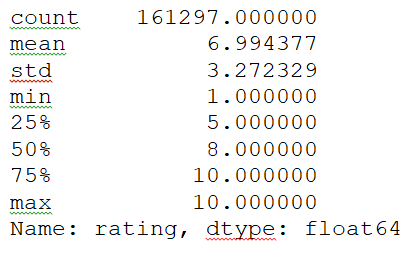 count 161297.000000
mean 6.994377
std 3.272329
min 1.000000
25% 5.000000
50% 8.000000
75% 10.000000
max 10.000000
Name: rating, dtype: float64